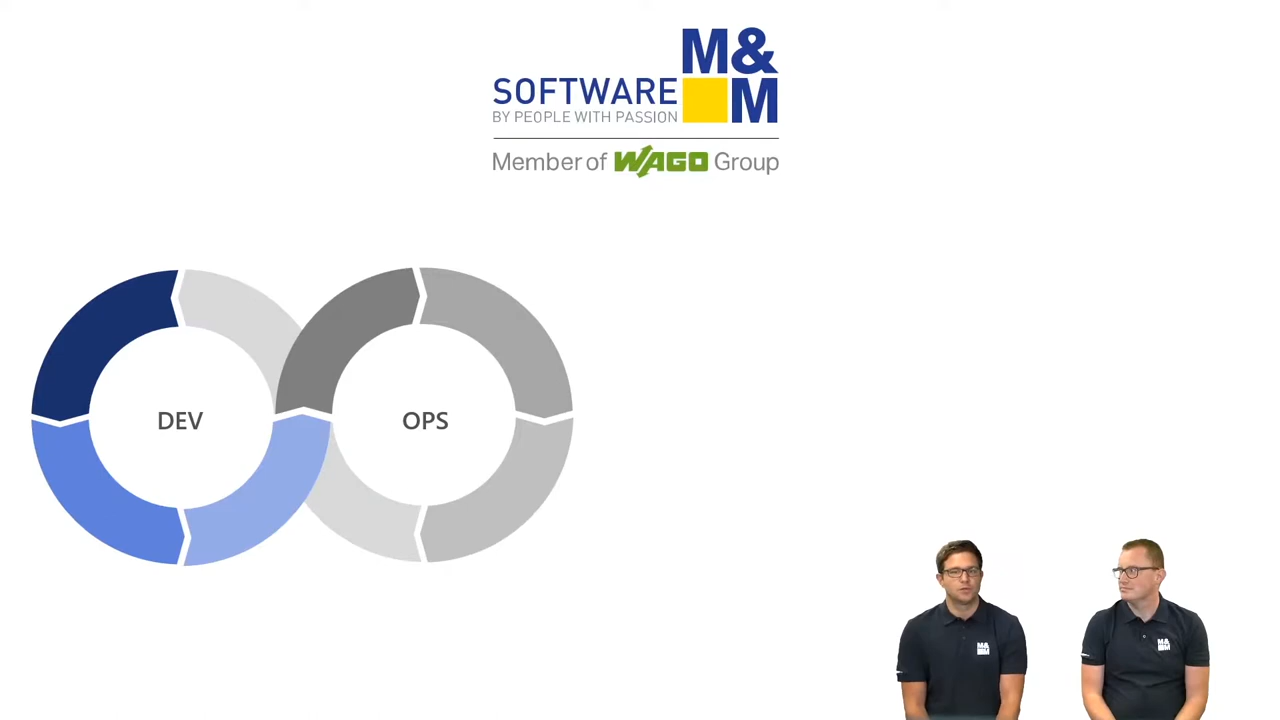 M&
SOFTWARE M
BY PEOPLE WITH PASSION
Member of WAGO Group
DEV
OPS
M&
M
M&
M